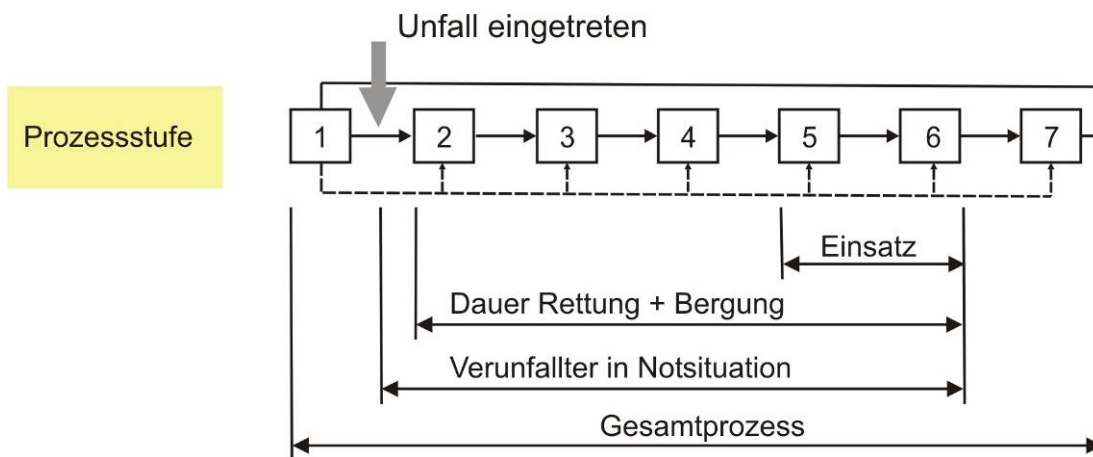 Unfall eingetreten
Prozessstufe
1 2 3 4 5 6 7
Einsatz
Dauer Rettung + Bergung
Verunfallter in Notsituation
Gesamtprozess